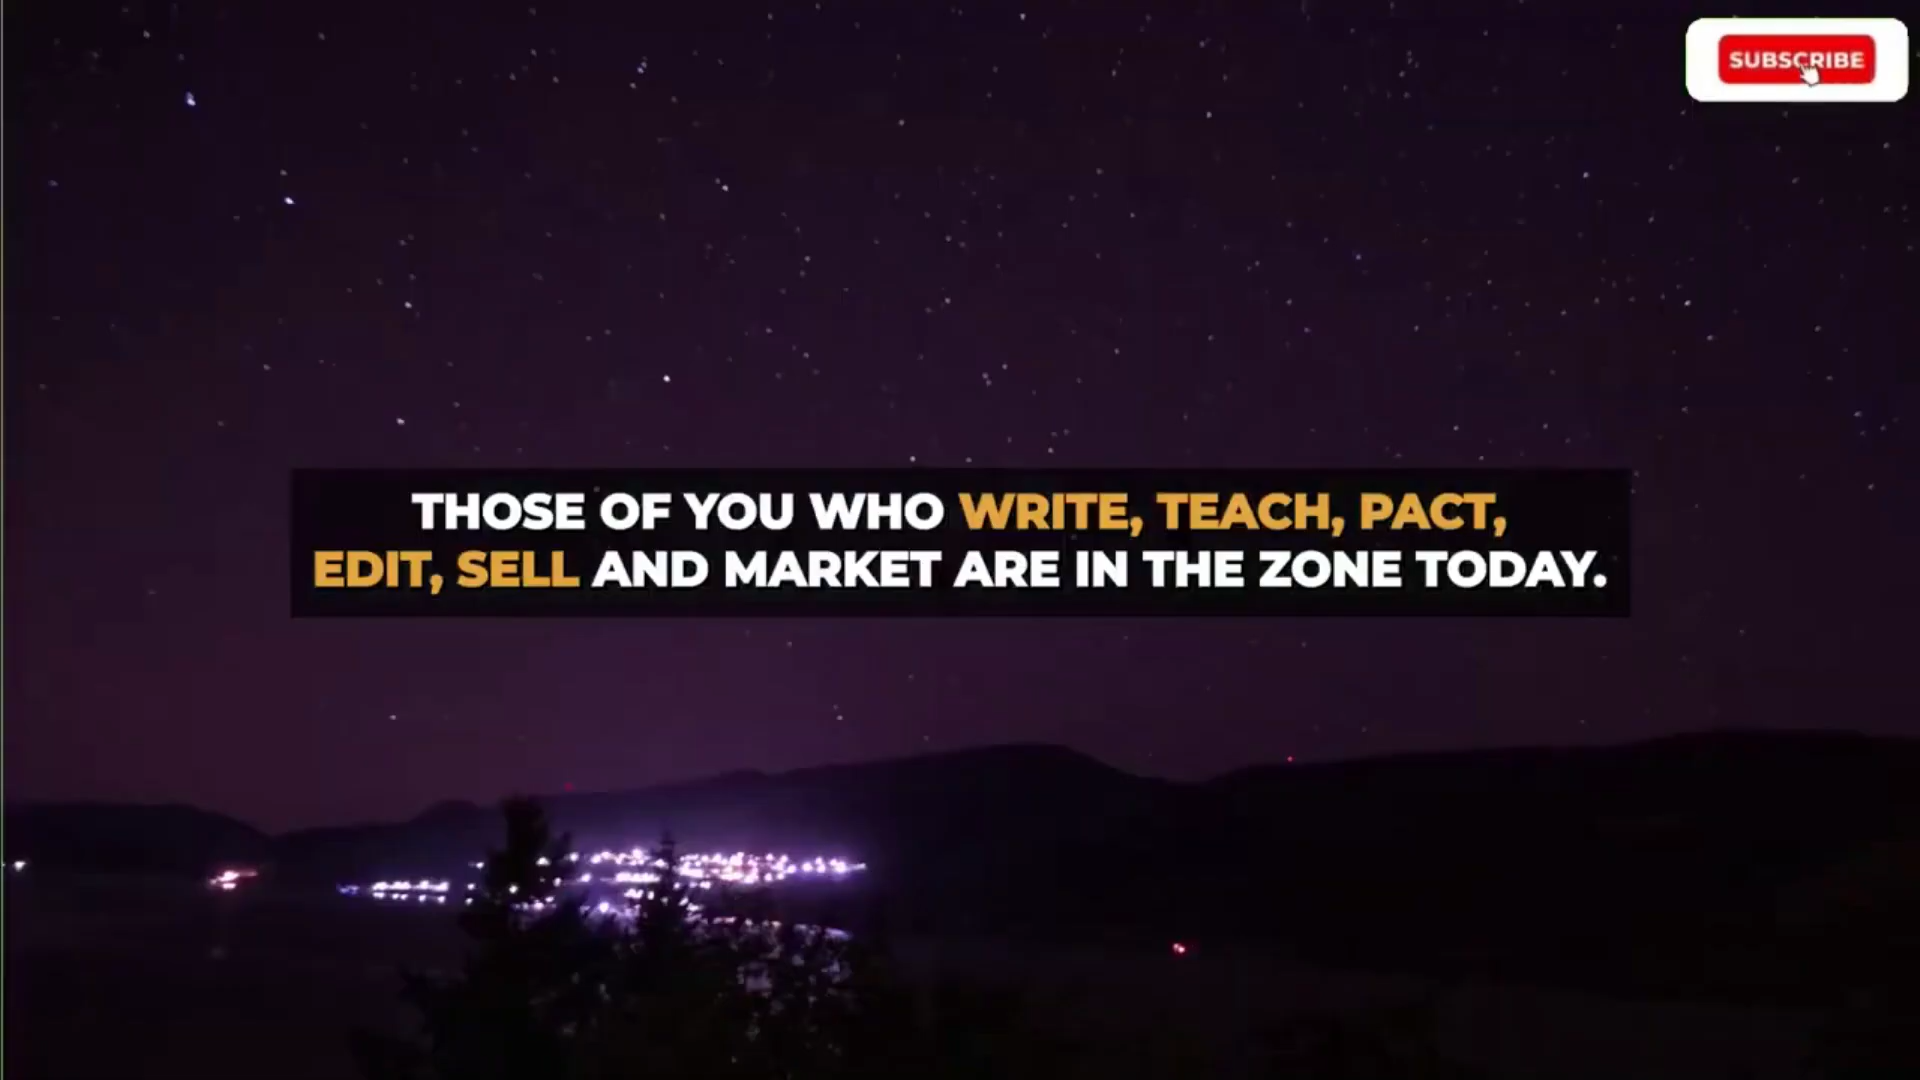 SUBSCRIBE
THOSE OF YOU WHO WRITE, TEACH, PACT,
EDIT, SELL AND MARKET ARE IN THE ZONE TODAY.